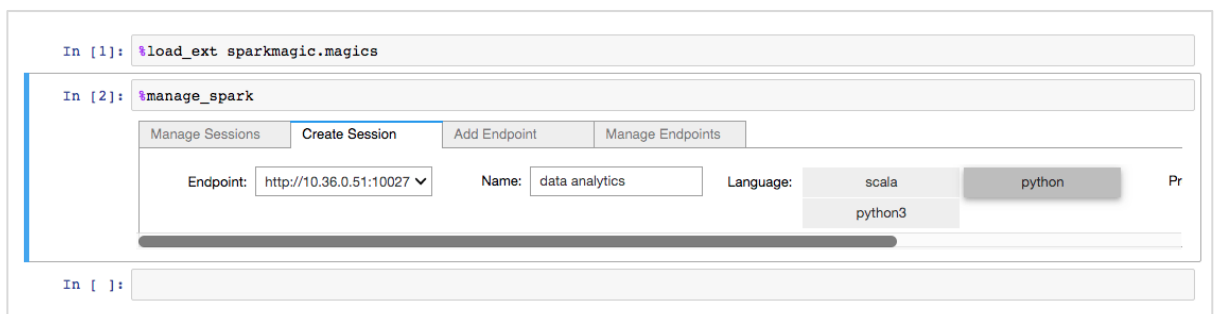 In [1]: %load_ext sparkmagic.magics
In [2]: %manage_spark
Manage Sessions Create Session Add Endpoint Manage Endpoints
Endpoint: http://10.36.0.51:10027 Name: data analytics Language: scala python Pr
python3
In [ ]: